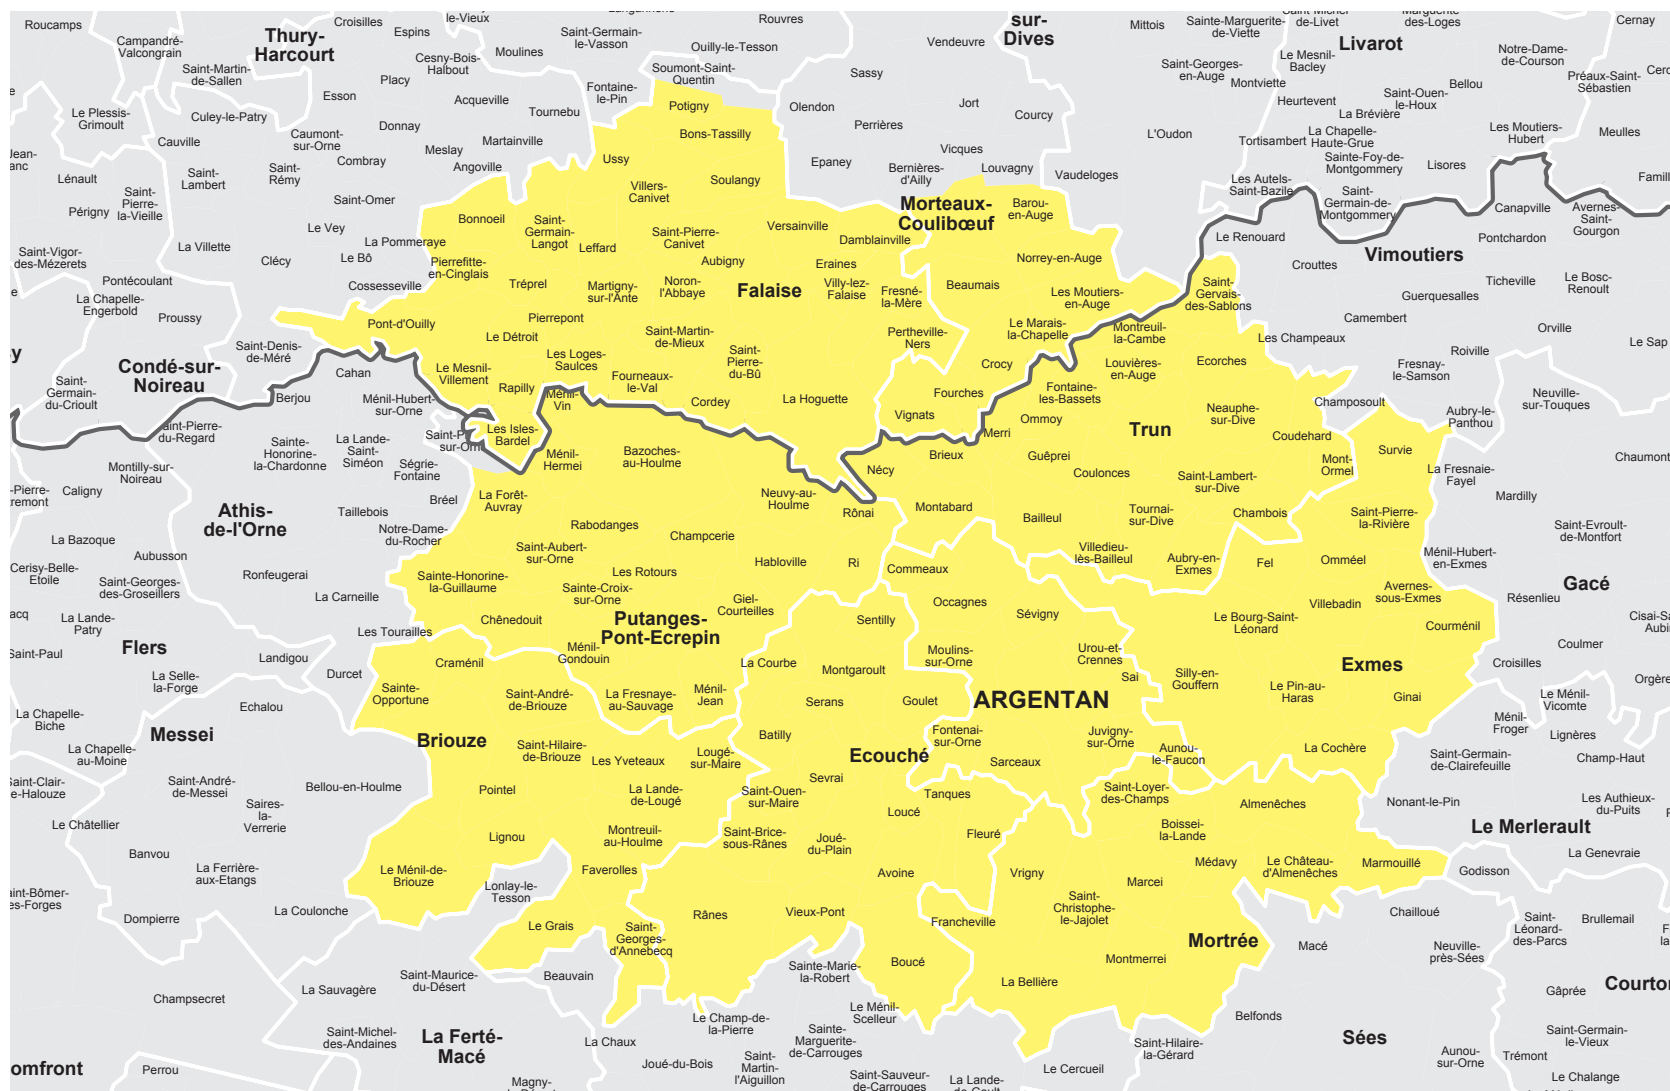 Roucamps
Campandré-
Valcongrain
Croisilles
Thury-
Harcourt
Espins
le-Vieux
Cesny-Bois-
Halbout
Moulines
Saint-Germain-
le-Vasson
Rouvres
Ouilly-le-Tesson
Soumont-Saint-
Quentin
Vendeuvre
sur-
Dives
Mittois
Sainte-Marguerite-
de-Viette
de-Livet
des-Loges
Livarot
Cernay
Saint-Martin-
de-Sallen
Placy
Esson
Acqueville
Tournebu
Fontaine-
le-Pin
Potigny
Sassy
Olendon
Jort
Courcy
Saint-Georges-
en-Auge
Montviette
Le Mesnil-
Bacley
Heurtevent
Saint-Ouen-
le-Houx
Bellou
Notre-Dame-
de-Courson
Préaux-Saint-
Sébastien
Le Plessis-
Grimoult
Culey-le-Patry
Cauville
Caumont-
sur-Orne
Donnay
Combray
Meslay
Martainville
Angoville
Ussy
Bons-Tassilly
Perrières
Epaney
Vicques
Bernières-
d'Ailly
Louvagny
Vaudeloges
L'Oudon
Tortisambert
La Brévière
La Chapelle-
Haute-Grue
Sainte-Foy-de-
Montgommery
Lisores
Les Moutiers-
Hubert
Meulles
Lénault
Saint-
Lambert
Saint-
Rémy
Saint-Omer
Villers-
Canivet
Soulangy
Morteaux-
Coulibœuf
Barou-
en-Auge
Les Autels-
Saint-Bazile
Saint-
Germain-de-
Montgommery
Canapville
Avernes-
Saint-
Gourgon
Périgny
Saint-
Pierre-
la-Vieille
Bonnoeil
Saint-
Germain-
Langot
Leffard
Saint-Pierre-
Canivet
Versainville
Damblainville
Le Renouard
Vimoutiers
Pontchardon
Saint-Vigor-
des-Mézerets
La Villette
Clécy
Le Vey
La Pommeraye
Le Bô
Pierrefitte-
en-Cinglais
Aubigny
Eraines
Norrey-en-Auge
Crouttes
Ticheville
Le Bosc-
Renoult
Pontécoulant
La Chapelle-
Engerbold
Cossesseville
Tréprel
Martigny-
sur-l'Ante
Noron-
l'Abbaye
Falaise
Villy-lez-
Falaise
Fresné-
la-Mère
Beaumais
Les Moutiers-
en-Auge
Saint-
Gervais-
des-Sablons
Guerquesalles
Camembert
Orville
Proussy
Pont-d'Ouilly
Pierrepont
Le Détroit
Saint-Martin-
de-Mieux
Pertheville-
Ners
Le Marais-
la-Chapelle
Montreuil-
la-Cambe
Les Champeaux
Roiville
Le Sap
Condé-sur-
Noireau
Saint-Denis-
de-Méré
Cahan
Le Mesnil-
Villement
Les Loges-
Saulces
Saint-
Pierre-
du-Bû
Crocy
Louvières-
en-Auge
Ecorches
Fresnay-
le-Samson
Saint-
Germain-
du-Crioult
Berjou
Ménil-Hubert-
sur-Orne
Rapilly
Ménil-
Vin
Fourneaux-
le-Val
Cordey
La Hoguette
Fourches
Vignats
Fontaine-
les-Bassets
Ommoy
Neauphe-
sur-Dive
Champosoult
Aubry-le-
Panthou
Neuville-
sur-Touques
du-Regard
Sainte-
Honorine-
la-Chardonne
La Lande-
Saint-
Siméon
Les Isles-
Bardel
Ménil-
Hermei
Bazoches-
au-Houlme
Merri
Trun
Coudehard
Survie
Chaumont
Montilly-sur-
Noireau
Ségrie-
Fontaine
Nécy
Brieux
Guêprei
Coulonces
Saint-Lambert-
sur-Dive
Mont-
Ormel
La Fresnaie-
Fayel
Caligny
Bréel
La Forêt-
Auvray
Neuvy-au-
Houlme
Rônai
Montabard
Bailleul
Tournai-
sur-Dive
Chambois
Saint-Pierre-
la-Rivière
Mardilly
Athis-
de-l'Orne
Taillebois
Notre-Dame-
du-Rocher
Rabodanges
Champcerie
Saint-Evroult-
de-Montfort
La Bazoque
Aubusson
Cerisy-Belle-
Etoile
Saint-Georges-
des-Groseillers
Ronfeugerai
Saint-Aubert-
sur-Orne
Habloville
Ri
Commeaux
Villedieu-
lès-Bailleul
Aubry-en-
Exmes
Fel
Omméel
Ménil-Hubert-
en-Exmes
Gacé
La Carneille
Sainte-Honorine-
la-Guillaume
Les Rotours
Sainte-Croix-
sur-Orne
Giel-
Courteilles
Occagnes
Sévigny
Le Bourg-Saint-
Léonard
Villebadin
Avernes-
sous-Exmes
Résenlieu
La Lande-
Patry
Flers
Les Tourailles
Chênedouit
Putanges-
Pont-Ecrepin
Sentilly
Courménil
Coulmer
Saint-Paul
Landigou
Durcet
Craménil
Ménil-
Gondouin
La Courbe
Montgaroult
Moulins-
sur-Orne
Urou-et-
Crennes
Sai
Silly-en-
Gouffern
Exmes
Croisilles
La Selle-
la-Forge
Echalou
Sainte-
Opportune
Saint-André-
de-Briouze
La Fresnaye-
au-Sauvage
Ménil-
Jean
Serans
Goulet
ARGENTAN
Le Pin-au-
Haras
Ginai
Le Ménil-
Vicomte
La Chapelle-
Biche
Messei
Briouze
Batilly
Fontenai-
sur-Orne
Juvigny-
sur-Orne
Ménil-
Froger
Lignères
La Chapelle-
au-Moine
Saint-Hilaire-
de-Briouze
Les Yveteaux
Lougé-
sur-Maire
Ecouché
Sarceaux
Aunou-
le-Faucon
La Cochère
Saint-Germain-
de-Clairefeuille
Champ-Haut
Saint-André-
de-Messei
Bellou-en-Houlme
Pointel
La Lande-
de-Lougé
Saint-Ouen-
sur-Maire
Sevrai
Tanques
Saint-Loyer-
des-Champs
Almenêches
Nonant-le-Pin
Les Authieux-
du-Puits
Le Châtellier
Saires-
la-
Verrerie
Lignou
Montreuil-
au-Houlme
Saint-Brice-
sous-Rânes
Joué-
du-Plain
Loucé
Fleuré
Boissei-
la-Lande
Le Merlerault
Banvou
La Ferrière-
aux-Etangs
Le Ménil-de-
Briouze
Lonlay-le-
Tesson
Faverolles
Avoine
Vrigny
Marcei
Médavy
Le Château-
d'Almenêches
Marmouillé
Godisson
La Genevraie
Dompierre
La Coulonche
Le Grais
Saint-
Georges-
d'Annebecq
Rânes
Vieux-Pont
Francheville
Saint-
Christophe-
le-Jajolet
Mortrée
Macé
Chailloué
Saint-
Léonard-
des-Parcs
Brullemail
Champsecret
La Sauvagère
Saint-Maurice-
du-Désert
Beauvain
Sainte-Marie-
la-Robert
Boucé
La Bellière
Montmerrei
Neuville-
près-Sées
Gâprée
Saint-Michel-
des-Andaines
La Ferté-
Macé
La Chaux
Le Champ-de-
la-Pierre
Le Ménil-
Scelleur
Sainte-
Marguerite-
de-Carrouges
Belfonds
Sées
Saint-Germain-
le-Vieux
Perrou
Magny-
Joué-du-Bois
Saint-
Martin-
l'Aiguillon
Saint-Sauveur-
de-Carrouges
La Lande-
Le Cercueil
Saint-Hilaire-
la-Gérard
Aunou-
sur-Orne
Trémont
Le Chalange